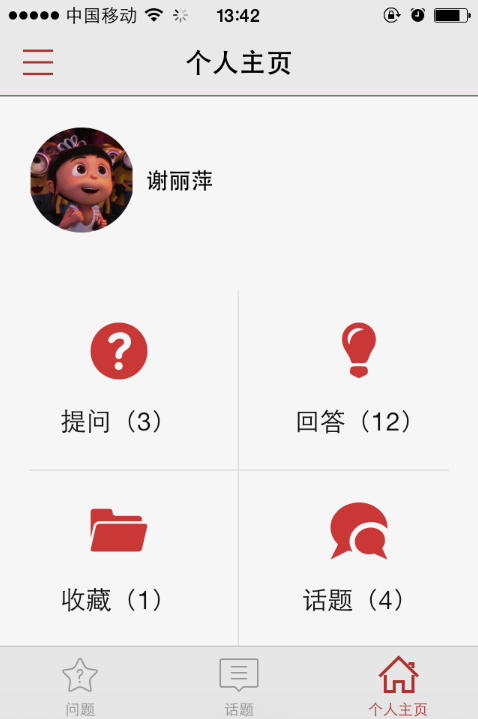 中国移动 13:42
个人主页
谢丽萍
提问（3） 回答（12）
收藏（1） 话题（4）
问题 话题 个人主页